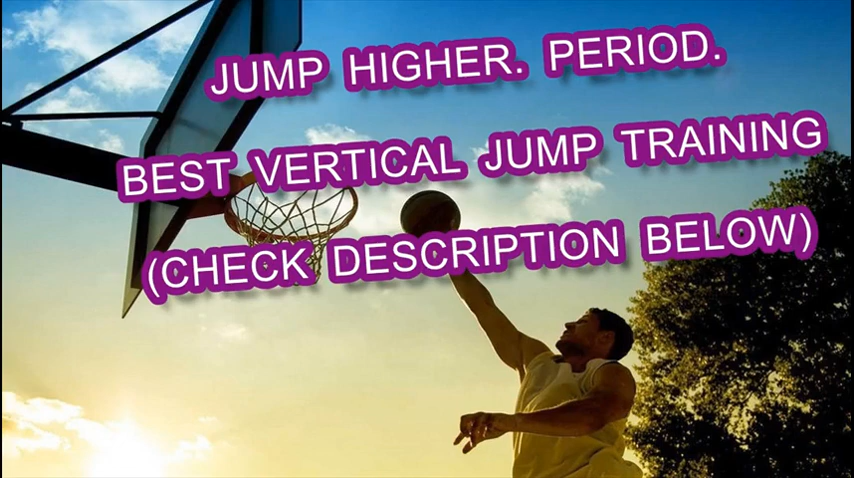 JUMP HIGHER. PERIOD.
BEST VERTICAL JUMP TRAINING
(CHECK DESCRIPTION BELOW)